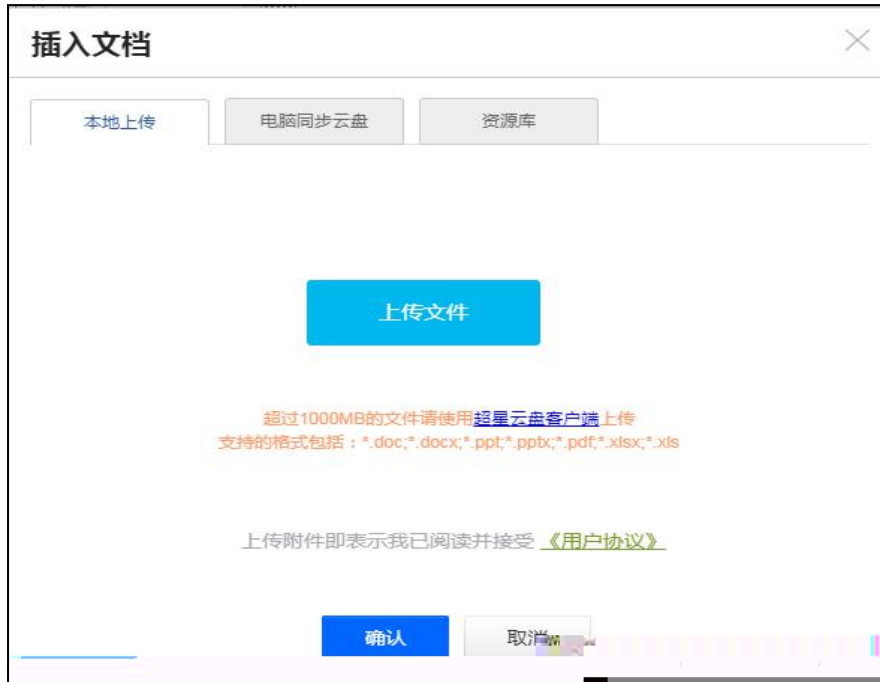 插入文档
本地上传
电脑同步云盘
资源库
上传文件
超过1000MB的文件请使用超星云盘客户端上传
支持的格式包括：*.doc;*.docx;*.ppt;*.pptx;*.pdf;*.xlsx;*.xls
上传附件即表示我已阅读并接受 《用户协议》
确认
取消